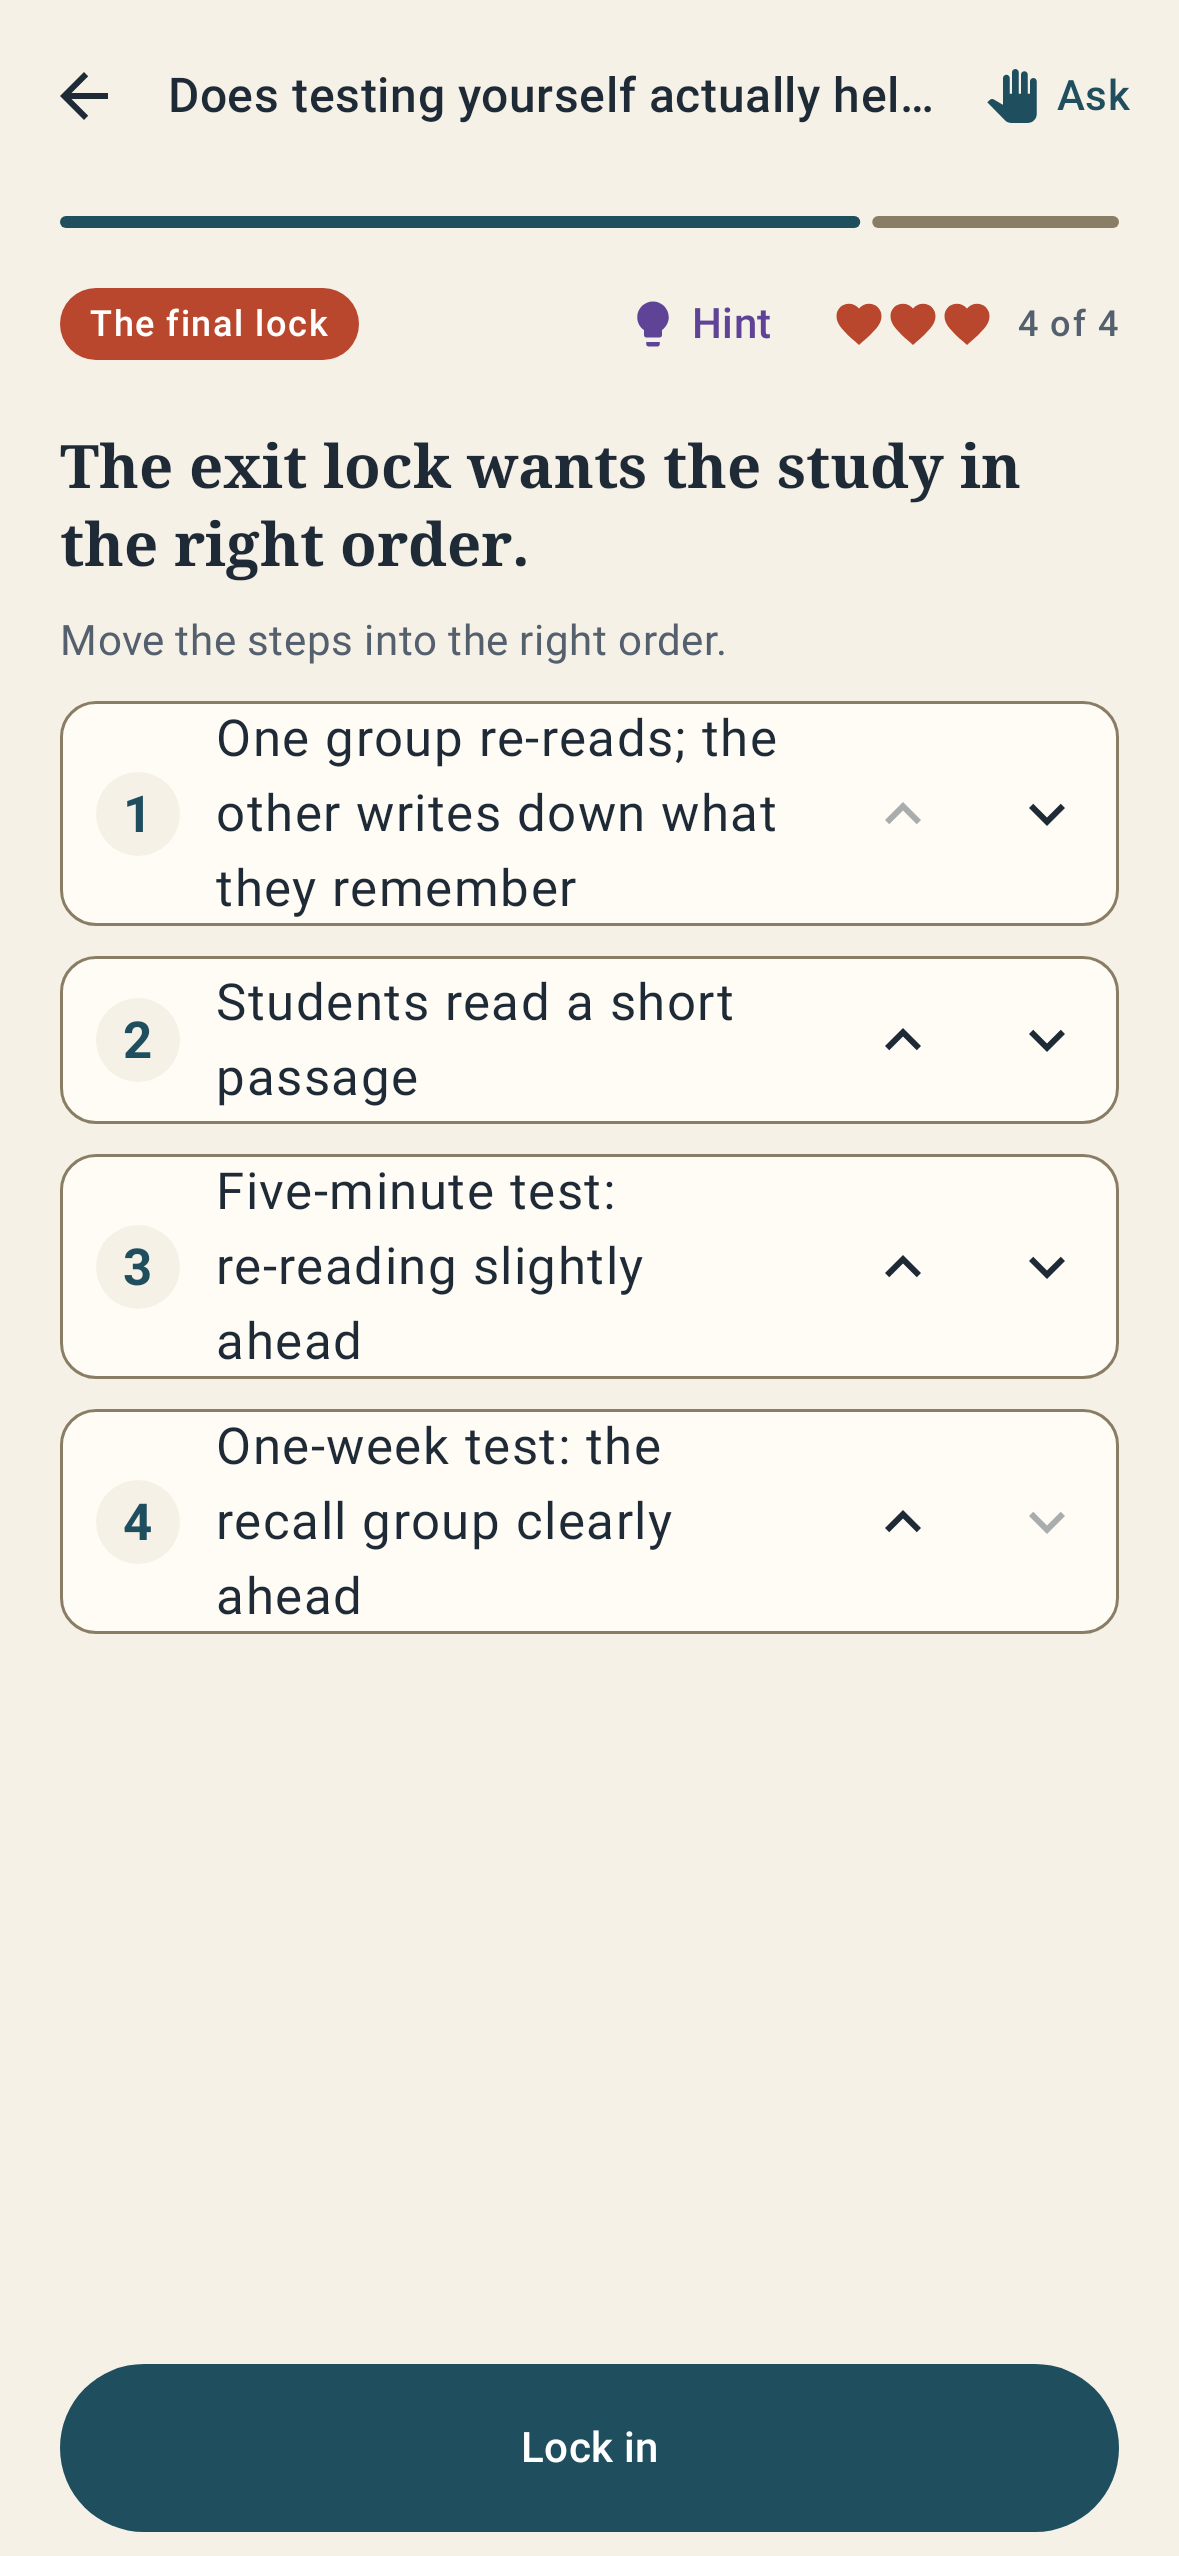 Does testing yourself actually hel…
Ask
The final lock
Hint
4 of 4
The exit lock wants the study in
the right order.
Move the steps into the right order.
1
One group re-reads; the
other writes down what
they remember
2
Students read a short
passage
3
Five-minute test:
re-reading slightly
ahead
4
One-week test: the
recall group clearly
ahead
Lock in